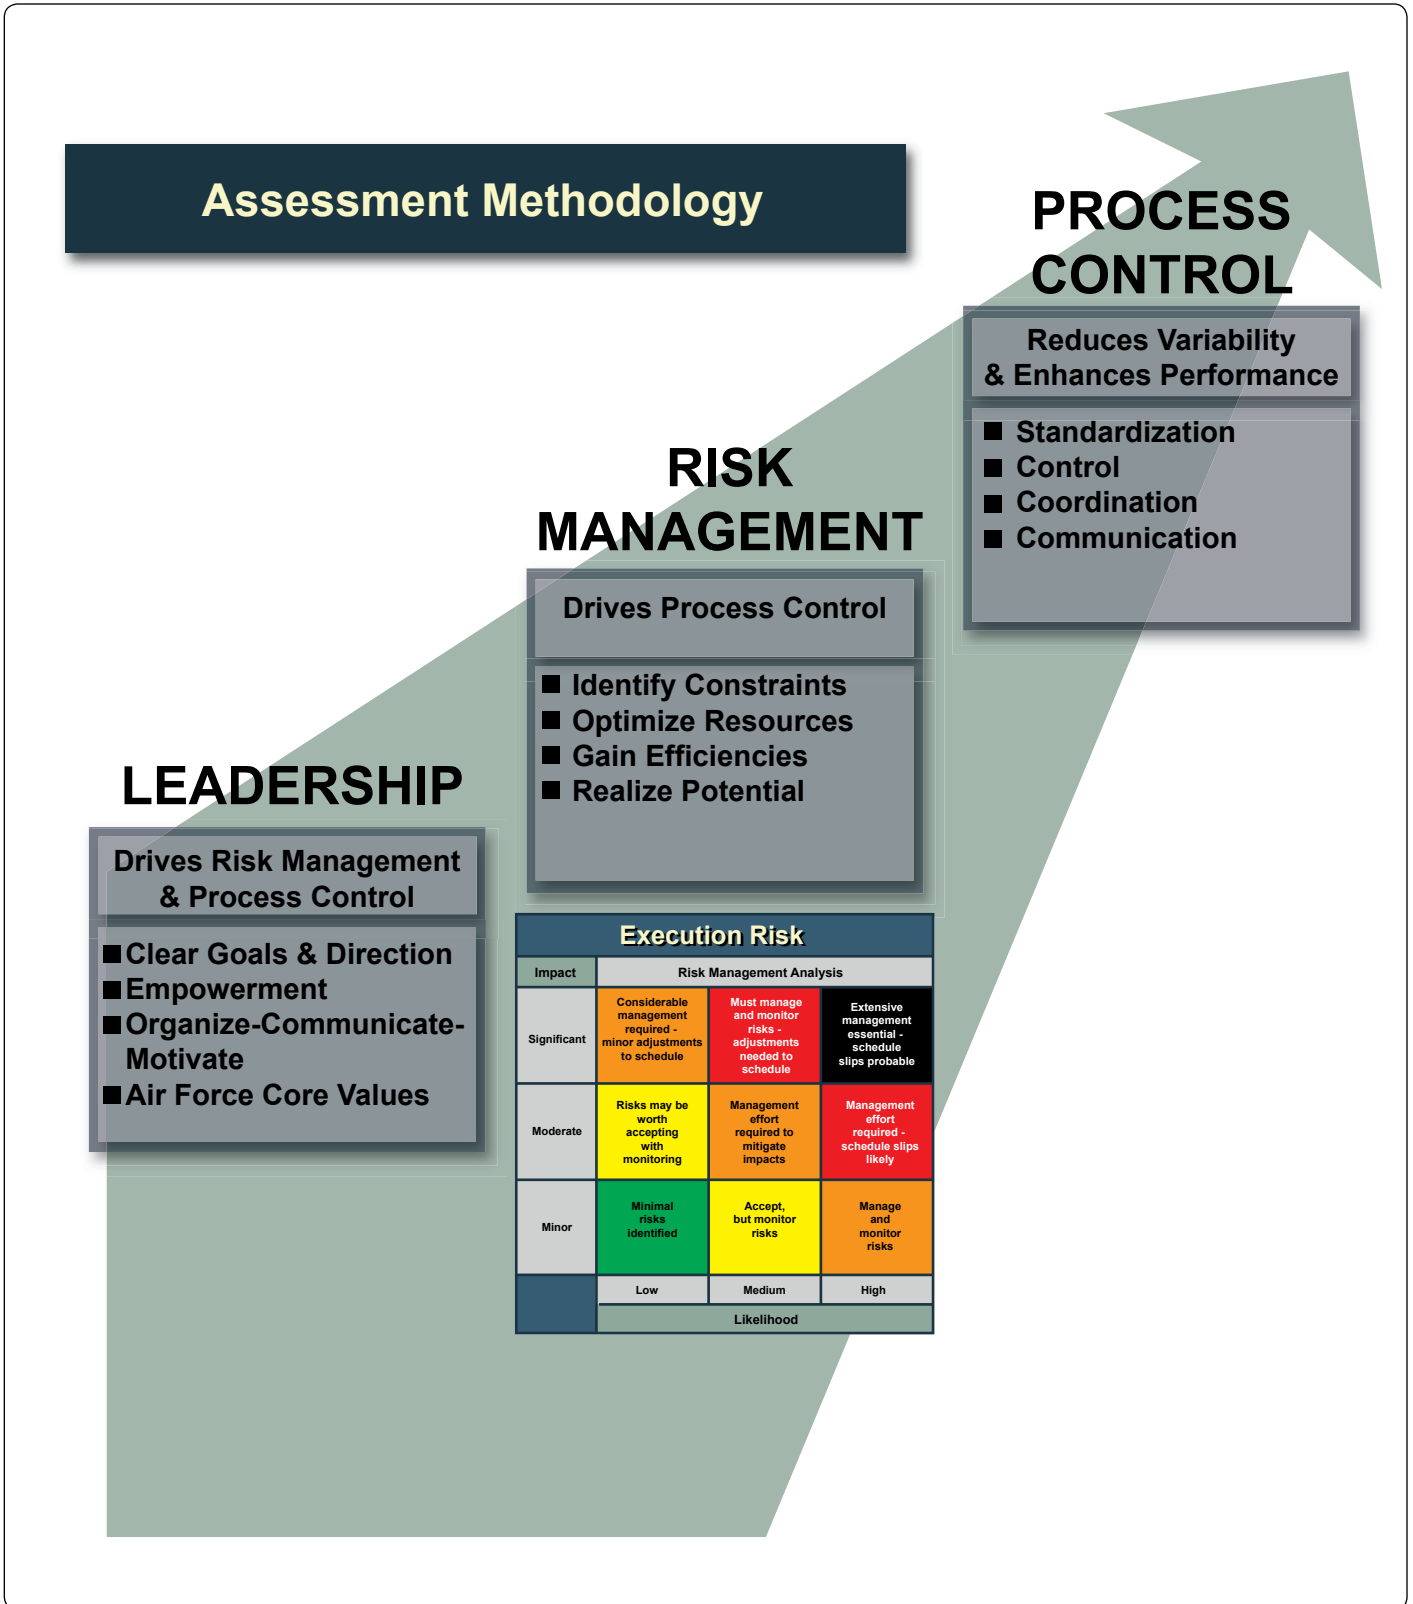 Assessment Methodology
PROCESS
CONTROL
Reduces Variability
& Enhances Performance
■ Standardization
■ Control
■ Coordination
■ Communication
RISK
MANAGEMENT
Drives Process Control
■ Identify Constraints
■ Optimize Resources
■ Gain Efficiencies
■ Realize Potential
LEADERSHIP
Drives Risk Management
& Process Control
■ Clear Goals & Direction
■ Empowerment
■ Organize-Communicate-
Motivate
■ Air Force Core Values
Execution Risk
Impact
Risk Management Analysis
Significant
Considerable
management
required -
minor adjustments
to schedule
Must manage
and monitor
risks -
adjustments
needed to
schedule
Extensive
management
essential -
schedule
slips probable
Moderate
Risks may be
worth
accepting
with
monitoring
Management
effort
required to
mitigate
impacts
Management
effort
required -
schedule slips
likely
Minor
Minimal
risks
identified
Accept,
but monitor
risks
Manage
and
monitor
risks
Low
Medium
High
Likelihood